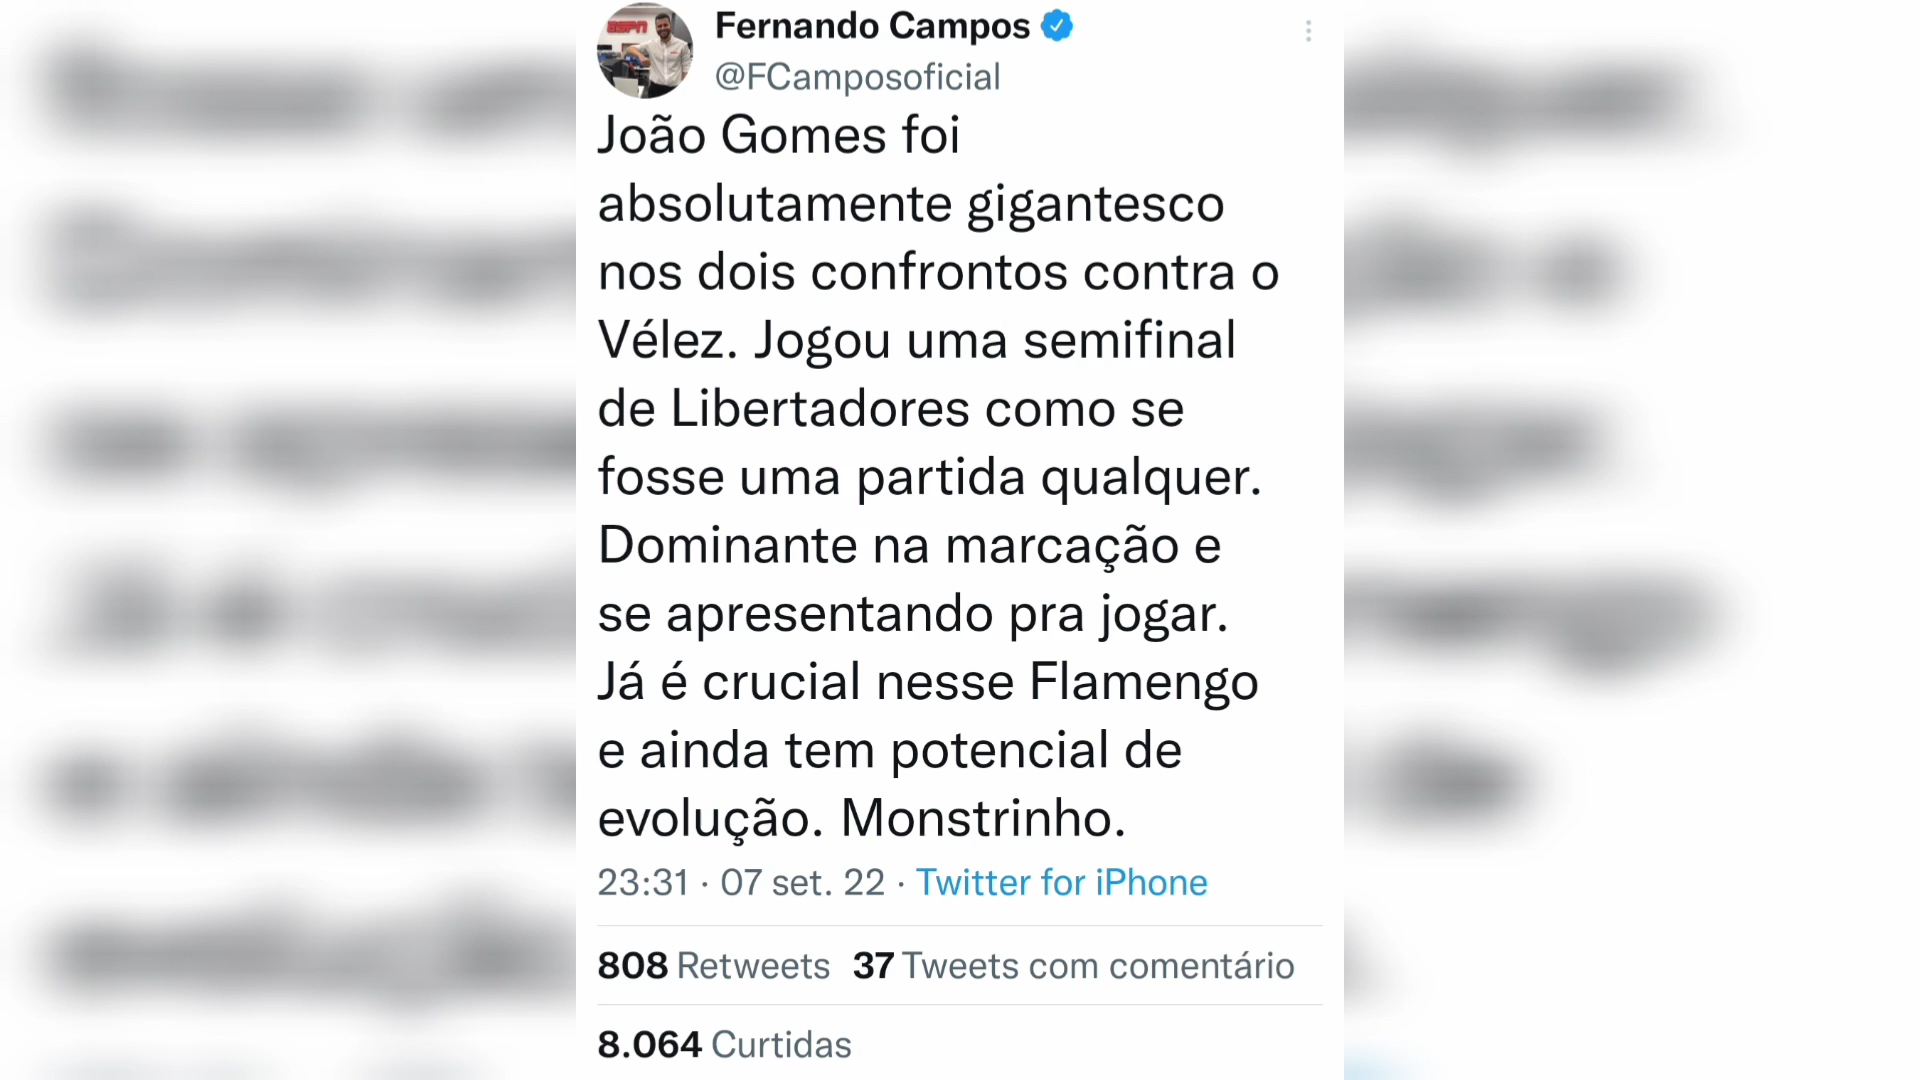 ESPN
Fernando Campos
@FCamposoficial
João Gomes foi
absolutamente gigantesco
nos dois confrontos contra o
Vélez. Jogou uma semifinal
de Libertadores como se
fosse uma partida qualquer.
Dominante na marcação e
se apresentando pra jogar.
Já é crucial nesse Flamengo
e ainda tem potencial de
evolução. Monstrinho.
23:31 · 07 set. 22 · Twitter for iPhone
808 Retweets 37 Tweets com comentário
8.064 Curtidas